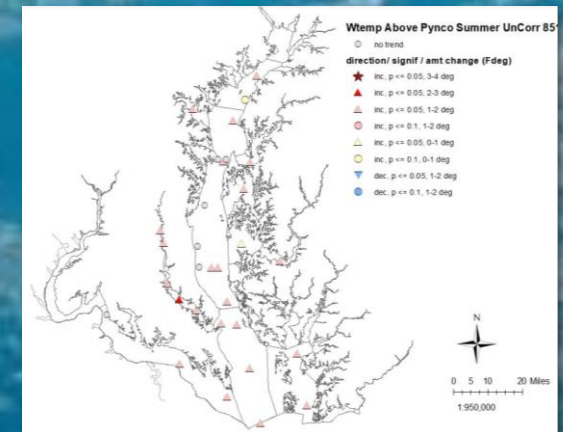 Wtemp Above Pynco Summer UnCorr 851
no trend
direction/ signif / amt change (Fdeg)
inc, p <= 0.05, 3-4 deg
inc, p <= 0.05, 2-3 deg
inc, p <= 0.05, 1-2 deg
inc, p <= 0.1, 1-2 deg
inc, p <= 0.05, 0-1 deg
inc, p <= 0.1, 0-1 deg
dec, p <= 0.05, 1-2 deg
dec, p <= 0.1, 1-2 deg
N
0 5 10 20 Miles
1:950,000